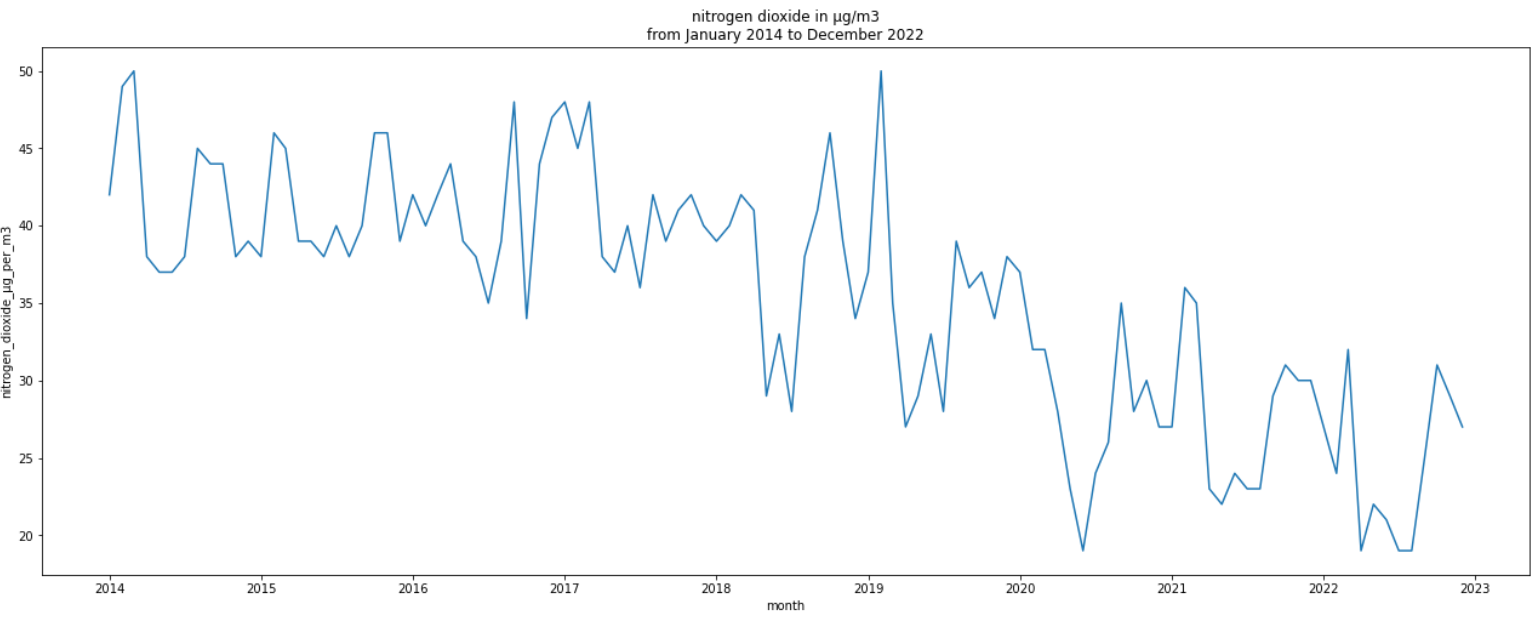 nitrogen dioxide in µg/m3
from January 2014 to December 2022
nitrogen_dioxide_µg_per_m3
50
45
40
35
30
25
20
2014 2015 2016 2017 2018 2019 2020 2021 2022 2023
month